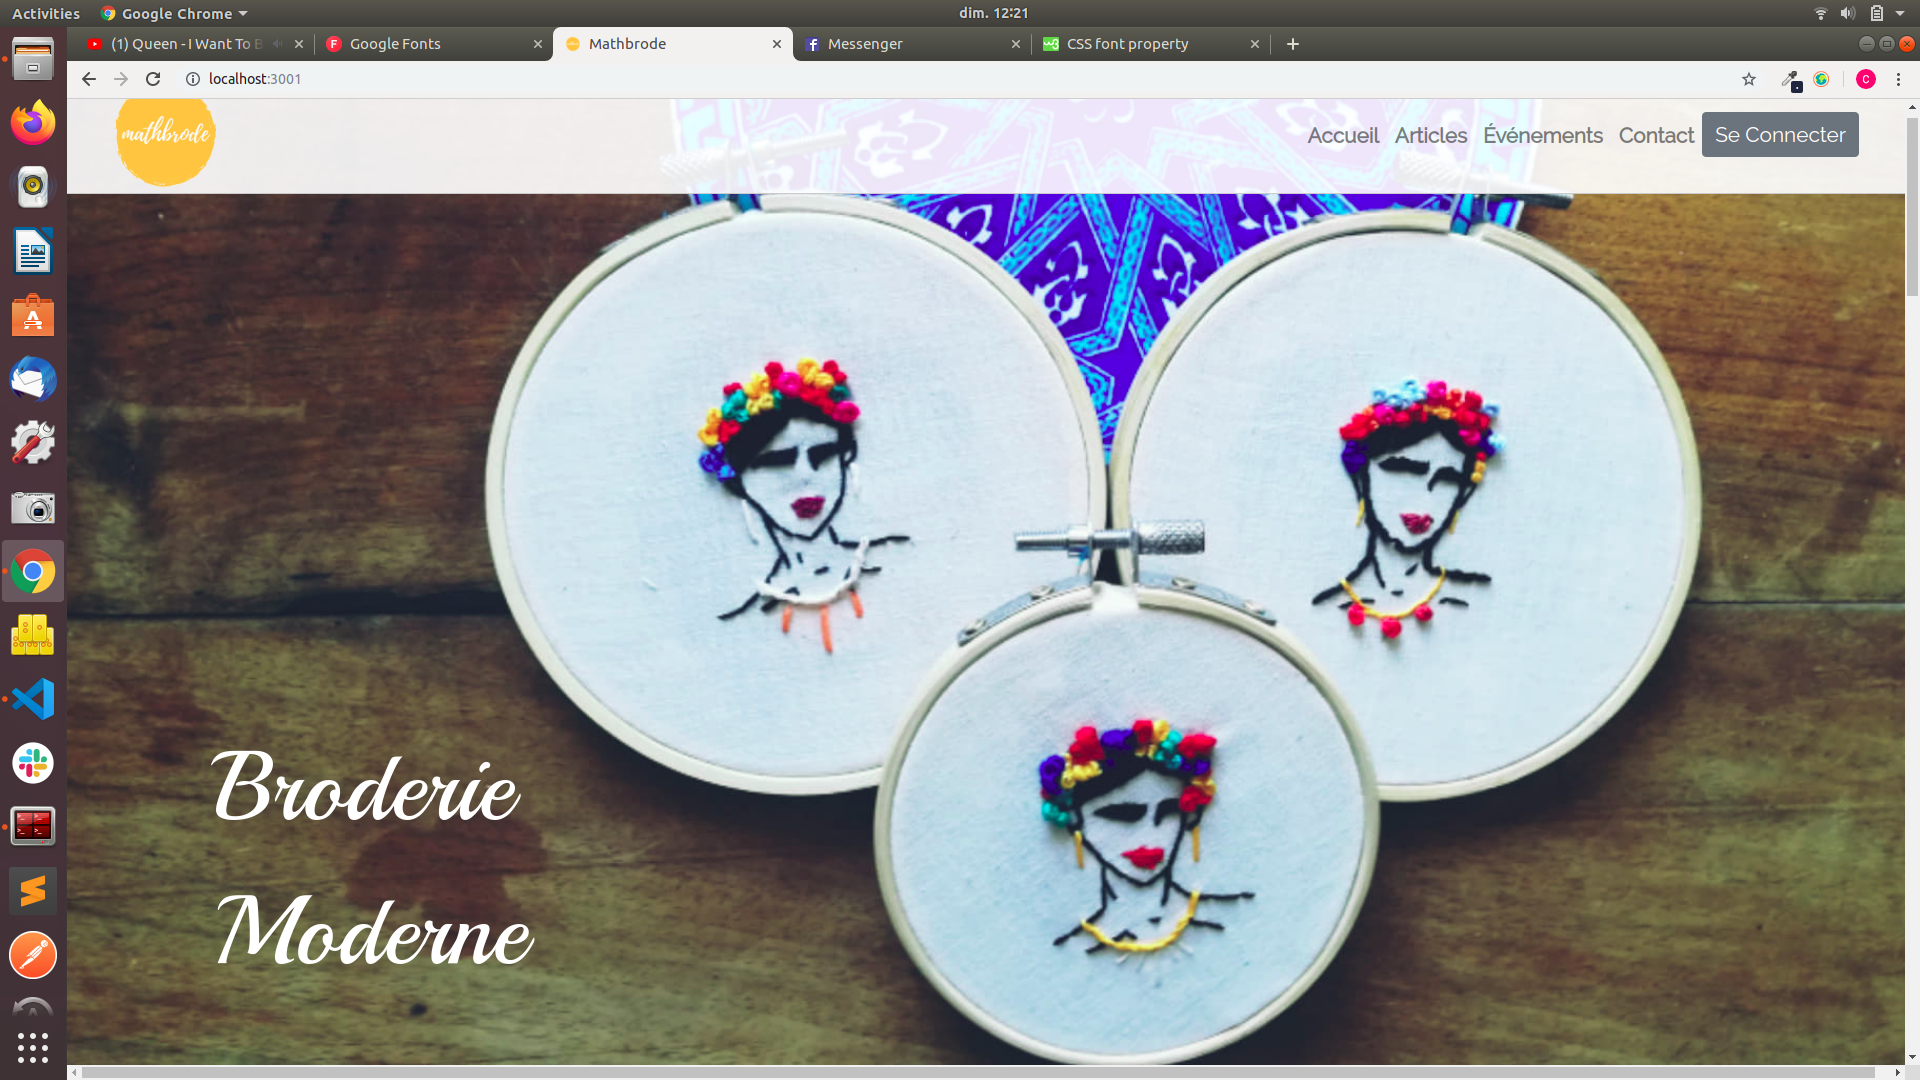 Activities
Google Chrome
dim. 12:21
(1) Queen - I Want To B
Google Fonts
Mathbrode
Messenger
CSS font property
localhost:3001
C
mathbrode
Accueil Articles Événements Contact Se Connecter
Broderie
Moderne